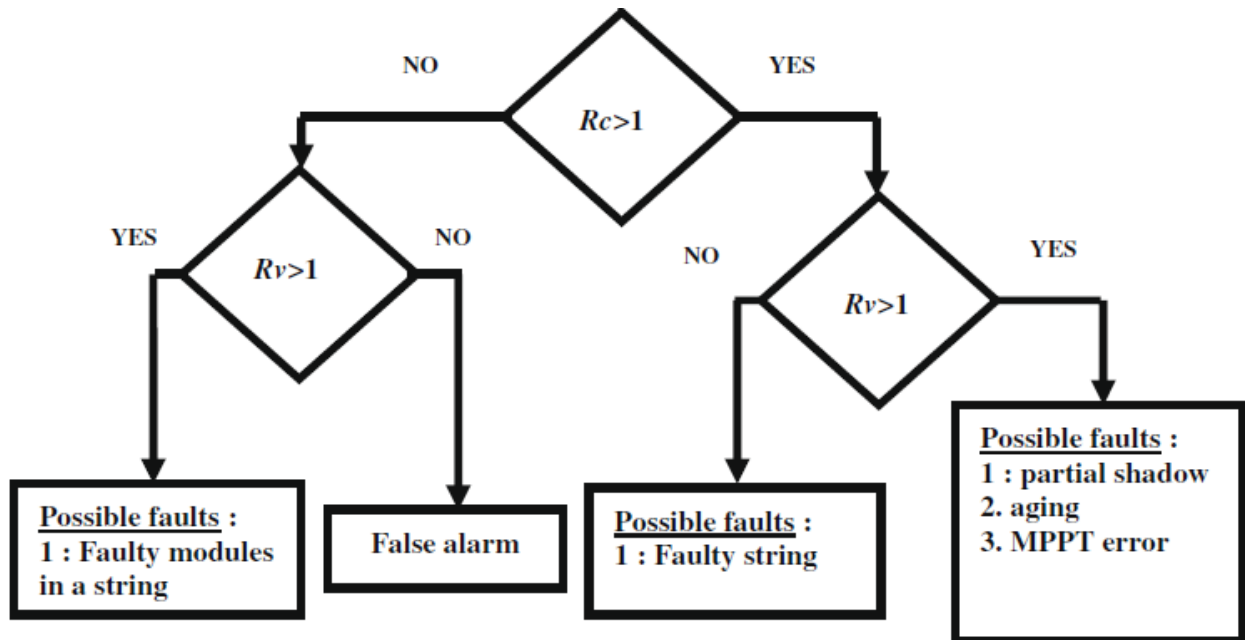 NO
YES
Rc>1
YES
Rv>1
NO
NO
Rv>1
YES
Possible faults :
1 : Faulty modules
in a string
False alarm
Possible faults :
1 : Faulty string
Possible faults :
1 : partial shadow
2. aging
3. MPPT error